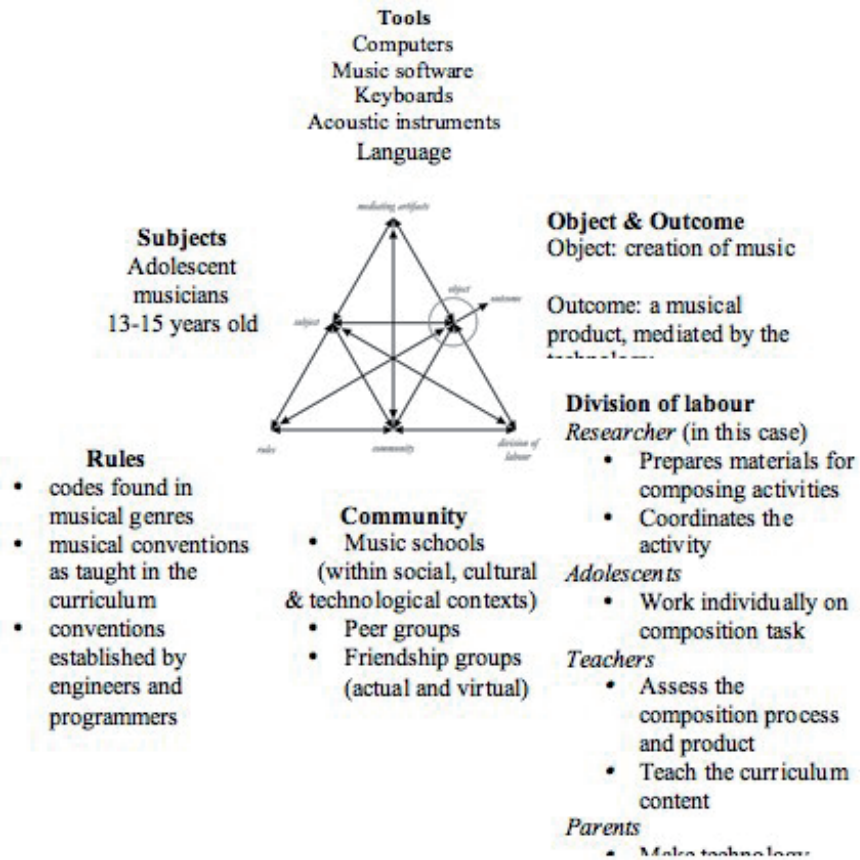 Tools
Computers
Music software
Keyboards
Acoustic instruments
Language
mediating artifacts
Subjects
Adolescent
musicians
13-15 years old
subject
object
outcome
Object & Outcome
Object: creation of music
Outcome: a musical
product, mediated by the
technology
rules
community
division of
labour
Rules
• codes found in
musical genres
• musical conventions
as taught in the
curriculum
• conventions
established by
engineers and
programmers
Community
• Music schools
(within social, cultural
& technological contexts)
• Peer groups
• Friendship groups
(actual and virtual)
Division of labour
Researcher (in this case)
• Prepares materials for
composing activities
• Coordinates the
activity
Adolescents
• Work individually on
composition task
Teachers
• Assess the
composition process
and product
• Teach the curriculum
content
Parents
• Make technology